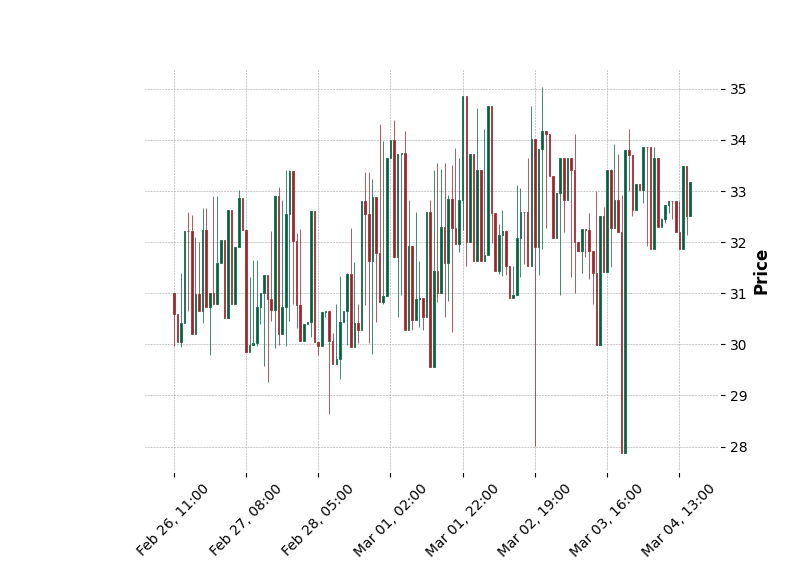 35
34
33
32
31
30
29
28
Price
Feb 26, 11:00
Feb 27, 08:00
Feb 28, 05:00
Mar 01, 02:00
Mar 01, 22:00
Mar 02, 19:00
Mar 03, 16:00
Mar 04, 13:00